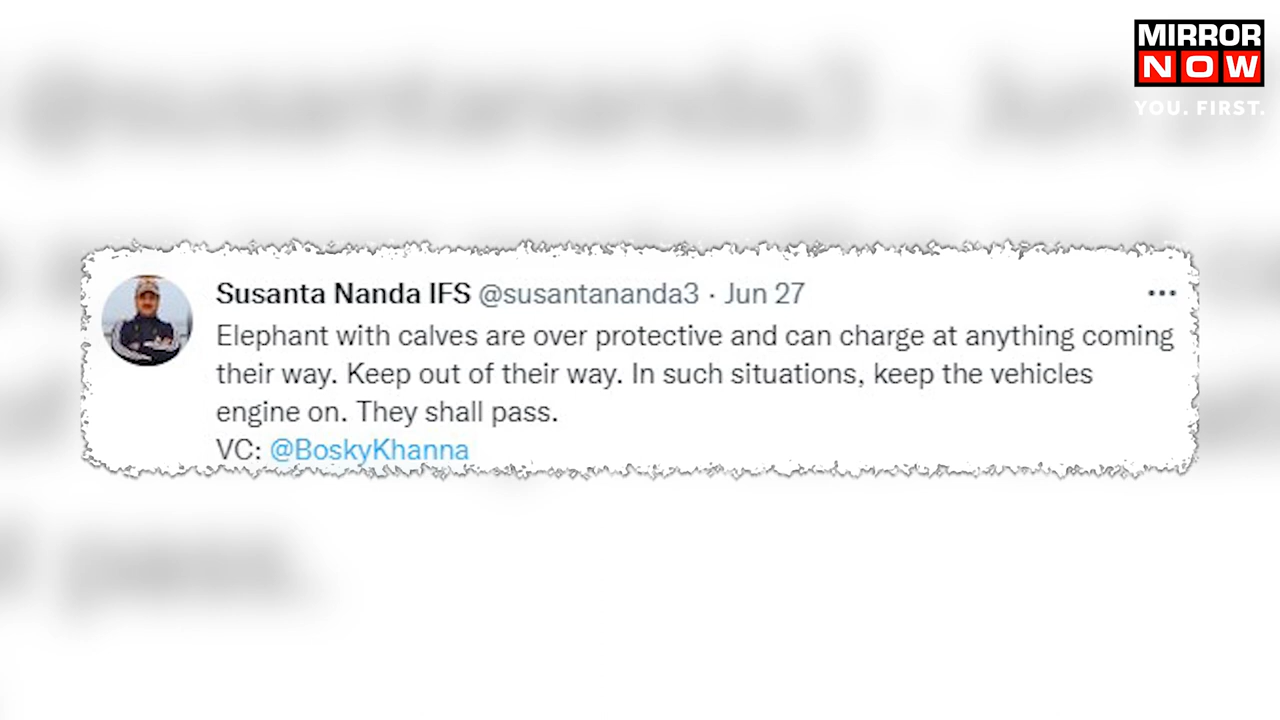 MIRROR
NOW
YOU. FIRST.
Susanta Nanda IFS @susantananda3 · Jun 27
Elephant with calves are over protective and can charge at anything coming
their way. Keep out of their way. In such situations, keep the vehicles
engine on. They shall pass.
VC: @BoskyKhanna